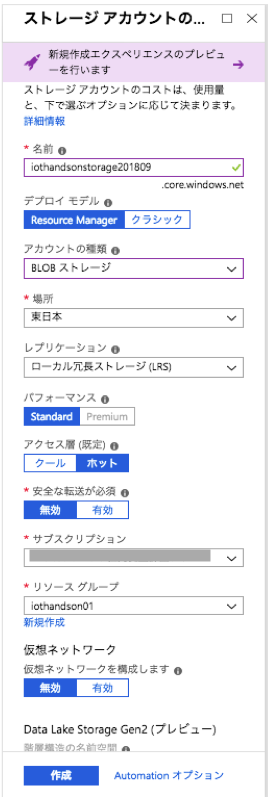 ストレージ アカウントの...
新規作成エクスペリエンスのプレビュ
ーを行います
ストレージ アカウントのコストは、使用量
と、下で選ぶオプションに応じて決まります。
詳細情報
* 名前
iothandsonstorage201809
.core.windows.net
デプロイ モデル
Resource Manager クラシック
アカウントの種類
BLOB ストレージ
* 場所
東日本
レプリケーション
ローカル冗長ストレージ (LRS)
パフォーマンス
Standard Premium
アクセス層 (既定)
クール ホット
* 安全な転送が必須
無効 有効
* サブスクリプション
* リソース グループ
iothandson01
新規作成
仮想ネットワーク
仮想ネットワークを構成します
無効 有効
Data Lake Storage Gen2 (プレビュー)
階層構造の名前空間
作成 Automation オプション